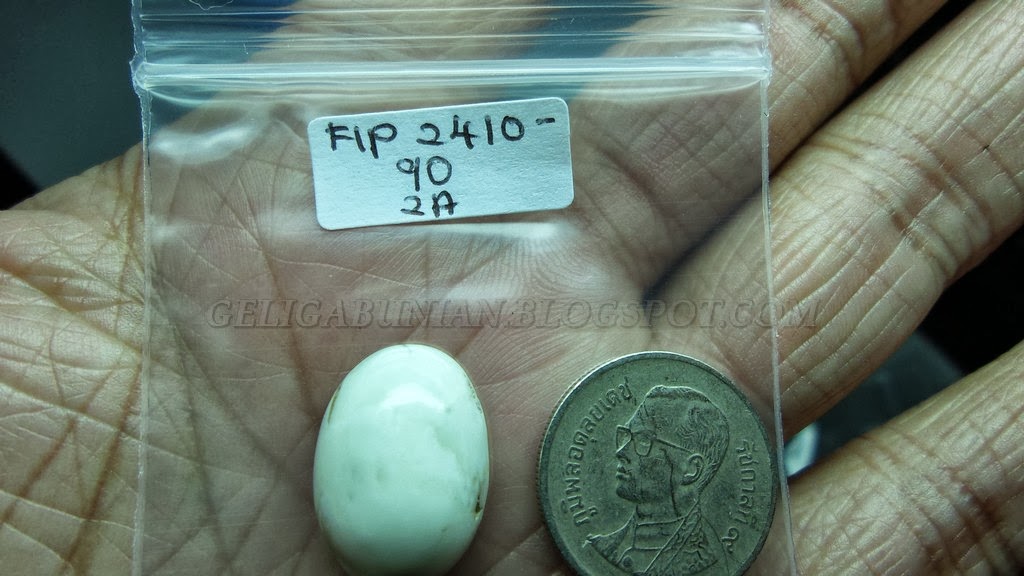 FIP 2410-
90
2A
GELIGABUNIAN.BLOGSPOT.COM
ภูมิพลอดุลยเดช
รัชกาลที่ ๙